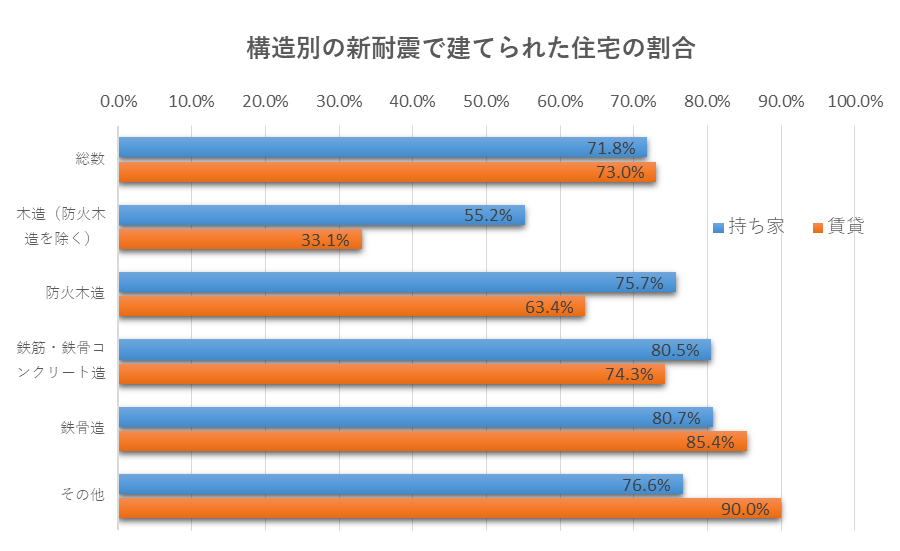 構造別の新耐震で建てられた住宅の割合
0.0% 10.0% 20.0% 30.0% 40.0% 50.0% 60.0% 70.0% 80.0% 90.0% 100.0%
総数
71.8%
73.0%
木造（防火木
造を除く）
55.2%
33.1%
持ち家 賃貸
防火木造
75.7%
63.4%
鉄筋・鉄骨コ
ンクリート造
80.5%
74.3%
鉄骨造
80.7%
85.4%
その他
76.6%
90.0%